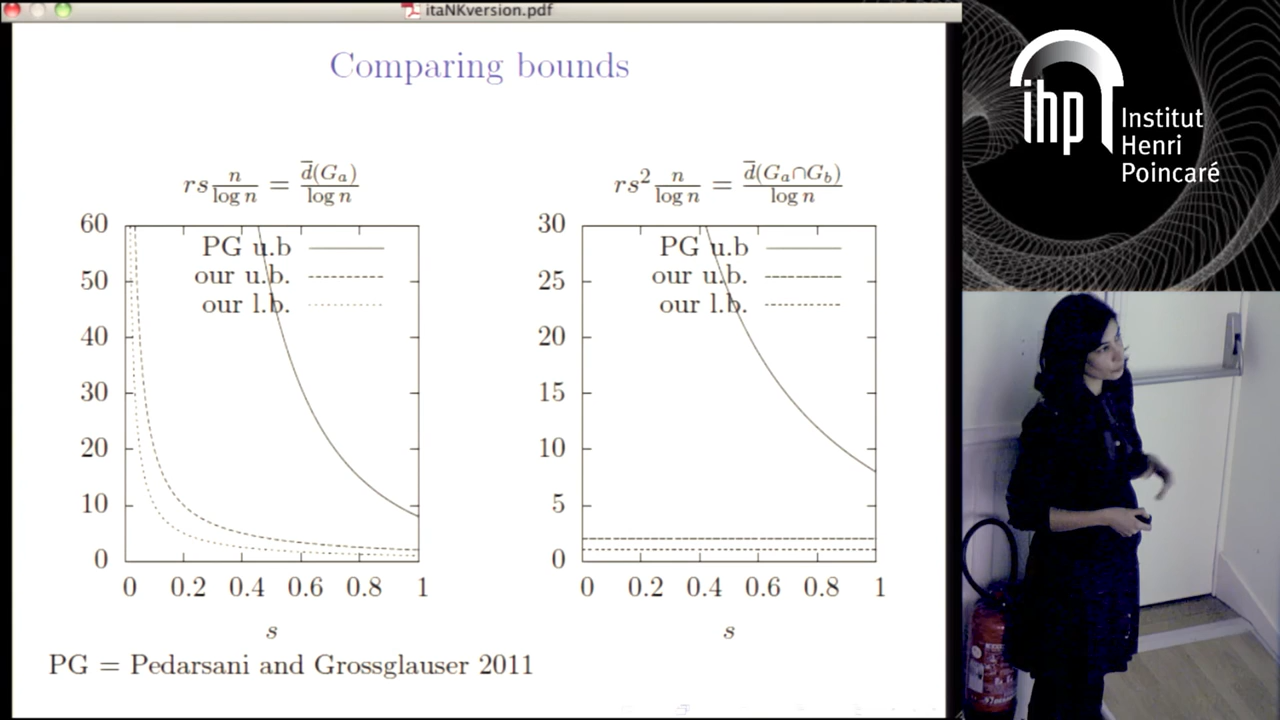 itaNKversion.pdf
Comparing bounds
rs n/log n = d̅(G_a)/log n
60
50
40
30
20
10
0
PG u.b
our u.b.
our l.b.
0 0.2 0.4 0.6 0.8 1
s
rs² n/log n = d̅(G_a∩G_b)/log n
30
25
20
15
10
5
0
PG u.b
our u.b.
our l.b.
0 0.2 0.4 0.6 0.8 1
s
PG = Pedarsani and Grossglauser 2011
ihp
Institut
Henri
Poincaré